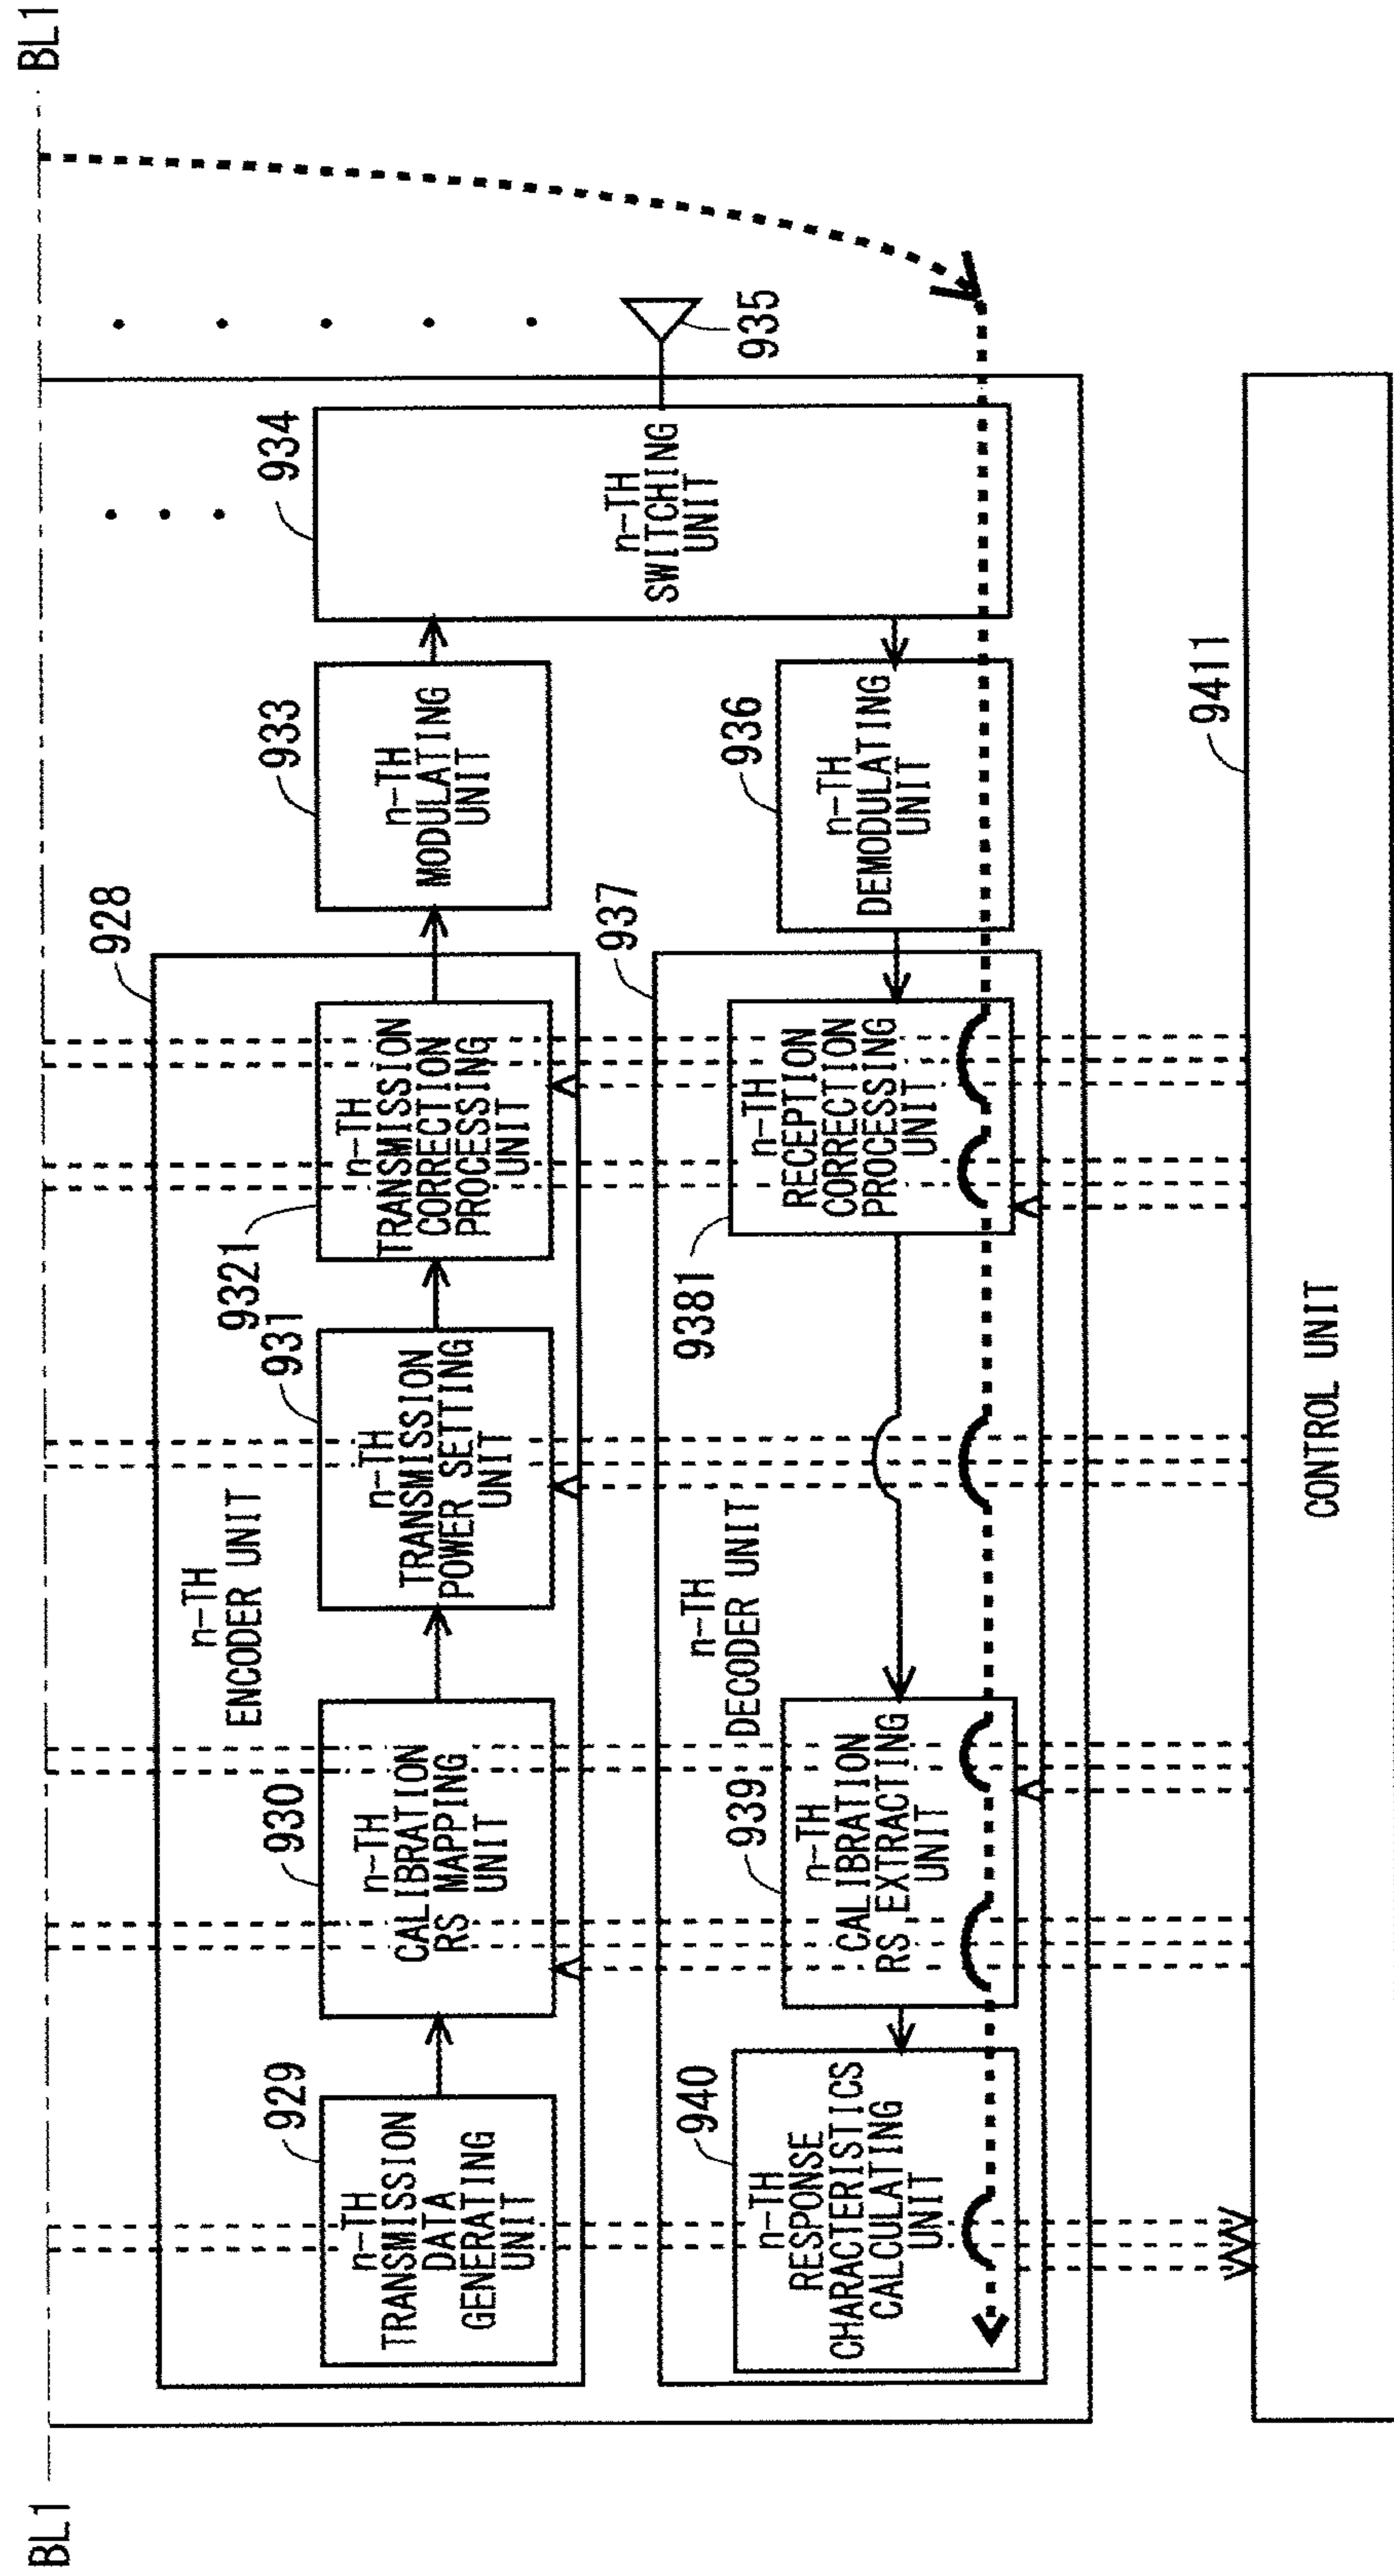 BL1
BL1
928
n-TH
ENCODER UNIT
929
n-TH
TRANSMISSION
DATA
GENERATING
UNIT
930
n-TH
CALIBRATION
RS MAPPING
UNIT
931
n-TH
TRANSMISSION
POWER SETTING
UNIT
9321
n-TH
TRANSMISSION
CORRECTION
PROCESSING
UNIT
933
n-TH
MODULATING
UNIT
934
n-TH
SWITCHING
UNIT
935
937
n-TH
DECODER UNIT
940
n-TH
RESPONSE
CHARACTERISTICS
CALCULATING
UNIT
939
n-TH
CALIBRATION
RS EXTRACTING
UNIT
9381
n-TH
RECEPTION
CORRECTION
PROCESSING
UNIT
936
n-TH
DEMODULATING
UNIT
9411
CONTROL UNIT